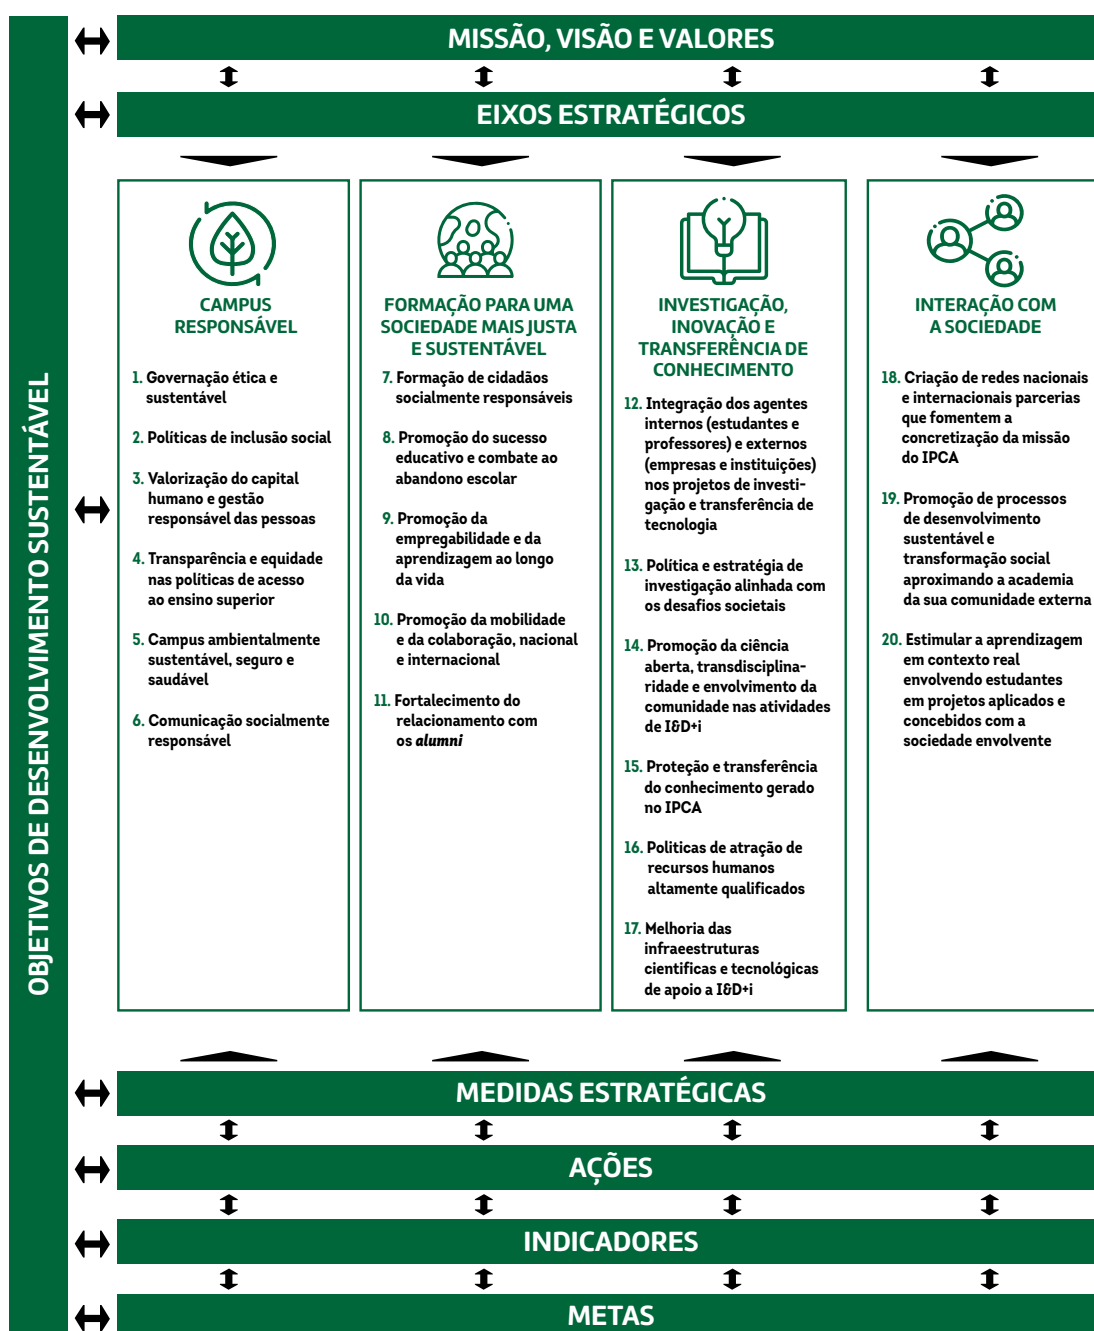 OBJETIVOS DE DESENVOLVIMENTO SUSTENTÁVEL
MISSÃO, VISÃO E VALORES
EIXOS ESTRATÉGICOS
CAMPUS
RESPONSÁVEL
1. Governação ética e
sustentável
2. Políticas de inclusão social
3. Valorização do capital
humano e gestão
responsável das pessoas
4. Transparência e equidade
nas políticas de acesso
ao ensino superior
5. Campus ambientalmente
sustentável, seguro e
saudável
6. Comunicação socialmente
responsável
FORMAÇÃO PARA UMA
SOCIEDADE MAIS JUSTA
E SUSTENTÁVEL
7. Formação de cidadãos
socialmente responsáveis
8. Promoção do sucesso
educativo e combate ao
abandono escolar
9. Promoção da
empregabilidade e da
aprendizagem ao longo
da vida
10. Promoção da mobilidade
e da colaboração, nacional
e internacional
11. Fortalecimento do
relacionamento com
os alumni
INVESTIGAÇÃO,
INOVAÇÃO E
TRANSFERÊNCIA DE
CONHECIMENTO
12. Integração dos agentes
internos (estudantes e
professores) e externos
(empresas e instituições)
nos projetos de investi-
gação e transferência de
tecnologia
13. Política e estratégia de
investigação alinhada com
os desafios societais
14. Promoção da ciência
aberta, transdisciplina-
ridade e envolvimento da
comunidade nas atividades
de I&D+i
15. Proteção e transferência
do conhecimento gerado
no IPCA
16. Politicas de atração de
recursos humanos
altamente qualificados
17. Melhoria das
infraeestruturas
cientificas e tecnológicas
de apoio a I&D+i
INTERAÇÃO COM
A SOCIEDADE
18. Criação de redes nacionais
e internacionais parcerias
que fomentem a
concretização da missão
do IPCA
19. Promoção de processos
de desenvolvimento
sustentável e
transformação social
aproximando a academia
da sua comunidade externa
20. Estimular a aprendizagem
em contexto real
envolvendo estudantes
em projetos aplicados e
concebidos com a
sociedade envolvente
MEDIDAS ESTRATÉGICAS
AÇÕES
INDICADORES
METAS